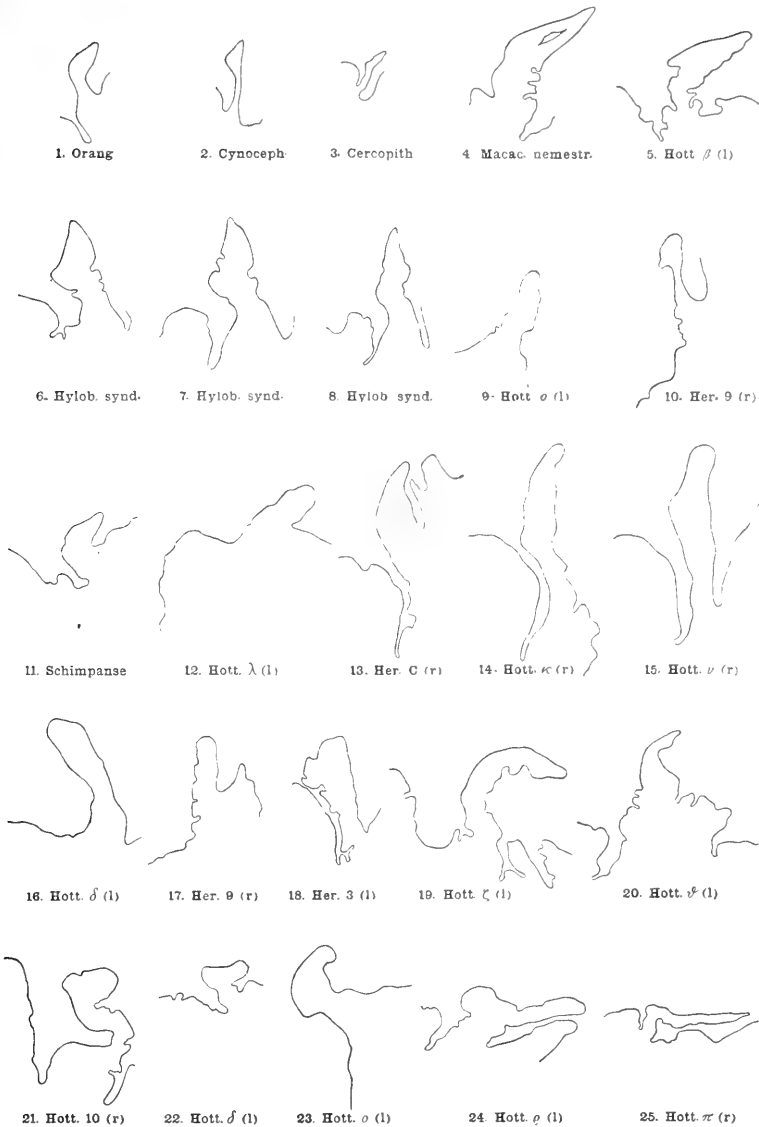 1. Orang 2. Cynoceph. 3. Cercopith 4 Macac. nemestr. 5. Hott β (l)
6. Hylob. synd. 7. Hylob. synd. 8. Hylob synd. 9. Hott ο (l) 10. Her. 9 (r)
11. Schimpanse 12. Hott. λ (l) 13. Her. C (r) 14. Hott. κ (r) 15. Hott. ν (r)
16. Hott. δ (l) 17. Her. 9 (r) 18. Her. 3 (l) 19. Hott. ζ (l) 20. Hott. ϑ (l)
21. Hott. 10 (r) 22. Hott. δ (l) 23. Hott. ο (l) 24. Hott. ϱ (l) 25. Hott. π (r)